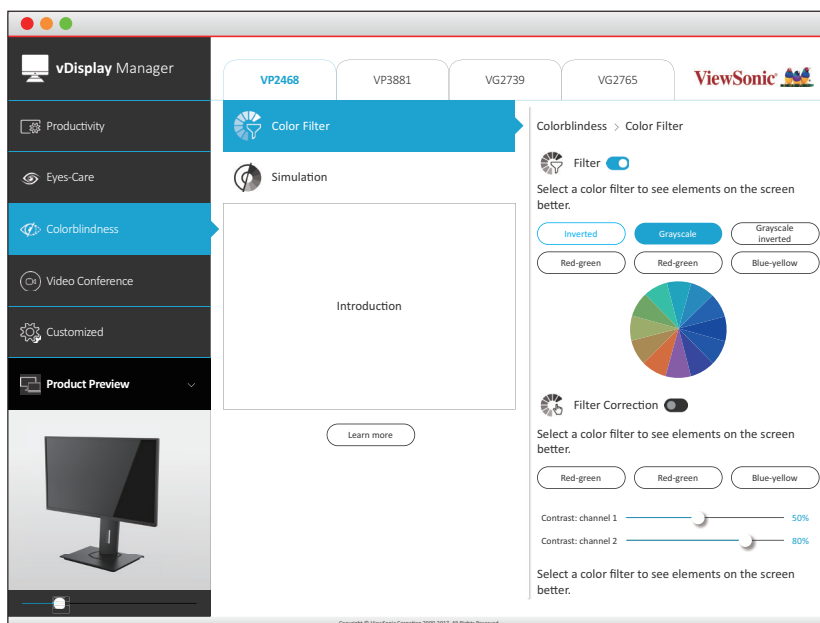 vDisplay Manager
VP2468
VP3881
VG2739
VG2765
ViewSonic
Productivity
Eyes-Care
Colorblindness
Video Conference
Customized
Product Preview
Color Filter
Simulation
Introduction
Learn more
Colorblindess > Color Filter
Filter
Select a color filter to see elements on the screen
better.
Inverted
Grayscale
Grayscale
inverted
Red-green
Red-green
Blue-yellow
Filter Correction
Select a color filter to see elements on the screen
better.
Red-green
Red-green
Blue-yellow
Contrast: channel 1
50%
Contrast: channel 2
80%
Select a color filter to see elements on the screen
better.